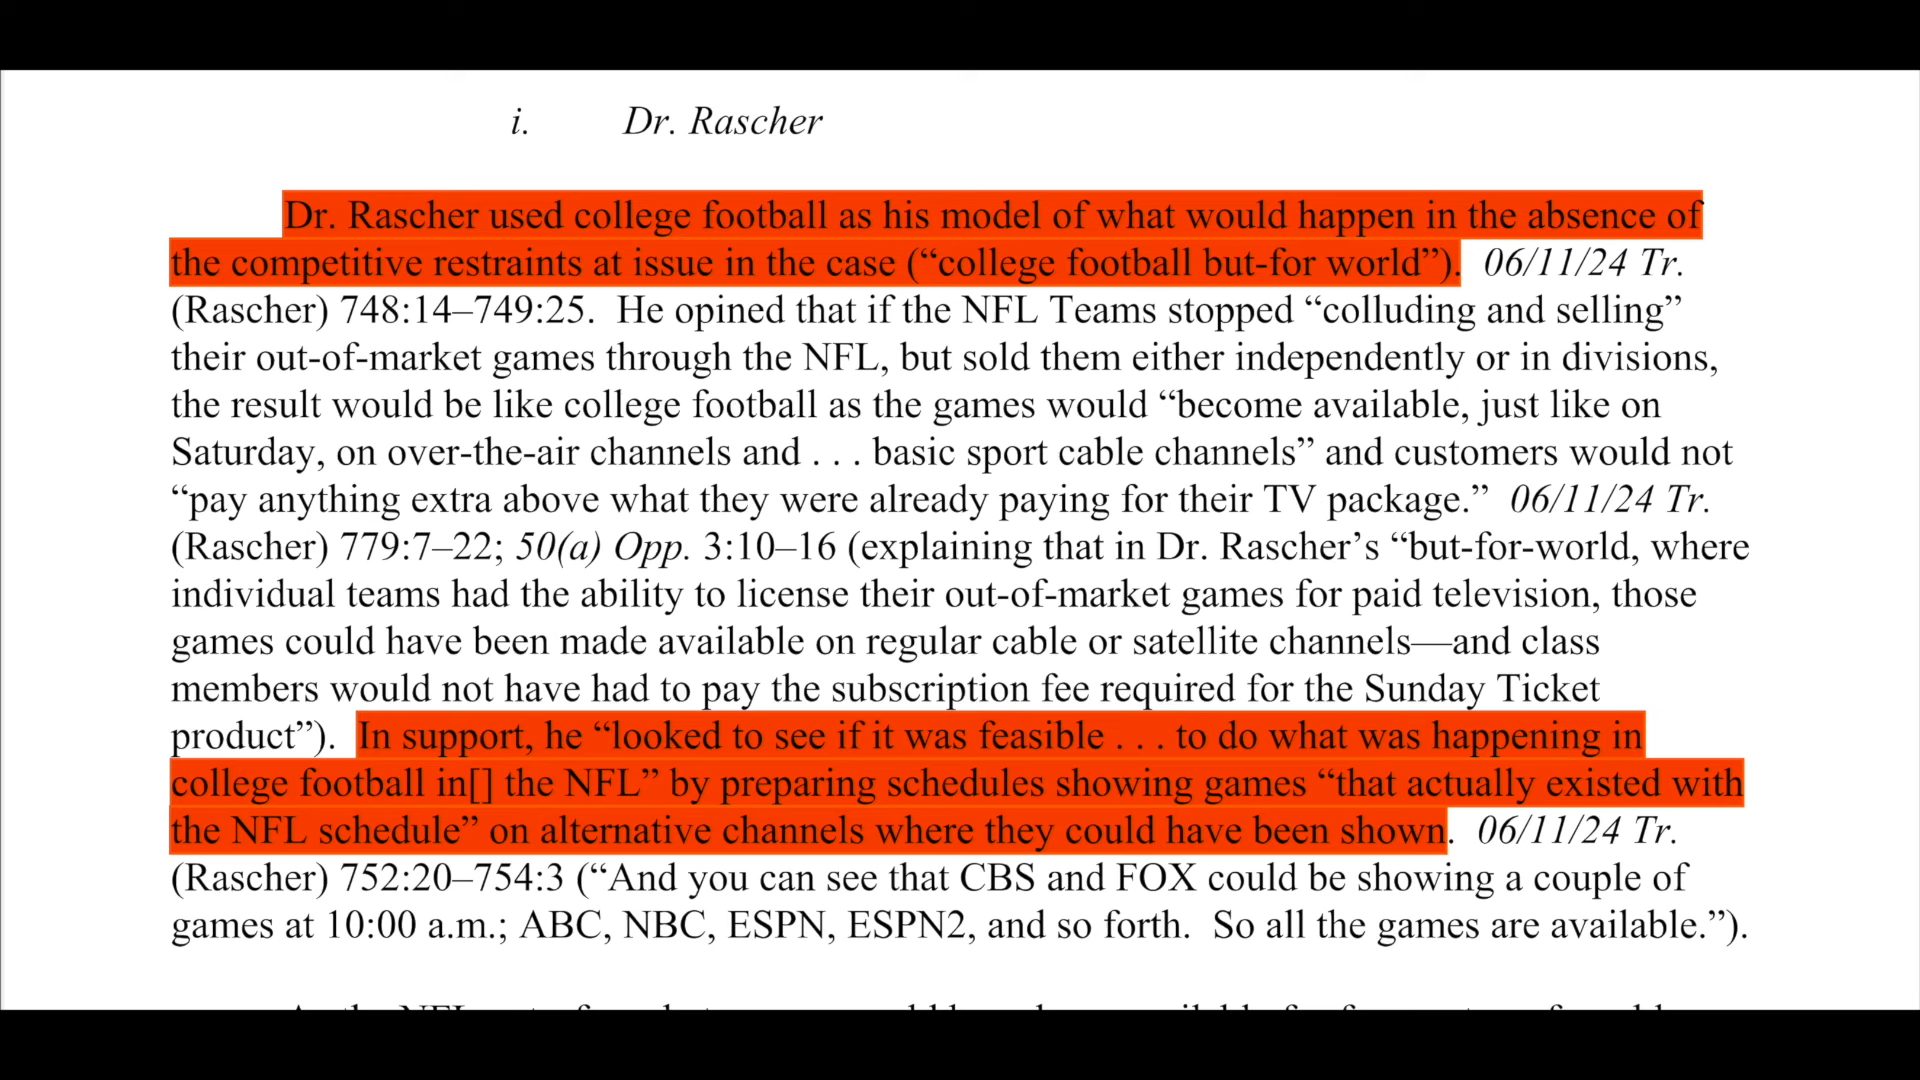 i. Dr. Rascher
Dr. Rascher used college football as his model of what would happen in the absence of
the competitive restraints at issue in the case (“college football but-for world”). 06/11/24 Tr.
(Rascher) 748:14–749:25. He opined that if the NFL Teams stopped “colluding and selling”
their out-of-market games through the NFL, but sold them either independently or in divisions,
the result would be like college football as the games would “become available, just like on
Saturday, on over-the-air channels and . . . basic sport cable channels” and customers would not
“pay anything extra above what they were already paying for their TV package.” 06/11/24 Tr.
(Rascher) 779:7–22; 50(a) Opp. 3:10–16 (explaining that in Dr. Rascher’s “but-for-world, where
individual teams had the ability to license their out-of-market games for paid television, those
games could have been made available on regular cable or satellite channels—and class
members would not have had to pay the subscription fee required for the Sunday Ticket
product”). In support, he “looked to see if it was feasible . . . to do what was happening in
college football in[] the NFL” by preparing schedules showing games “that actually existed with
the NFL schedule” on alternative channels where they could have been shown. 06/11/24 Tr.
(Rascher) 752:20–754:3 (“And you can see that CBS and FOX could be showing a couple of
games at 10:00 a.m.; ABC, NBC, ESPN, ESPN2, and so forth. So all the games are available.”).